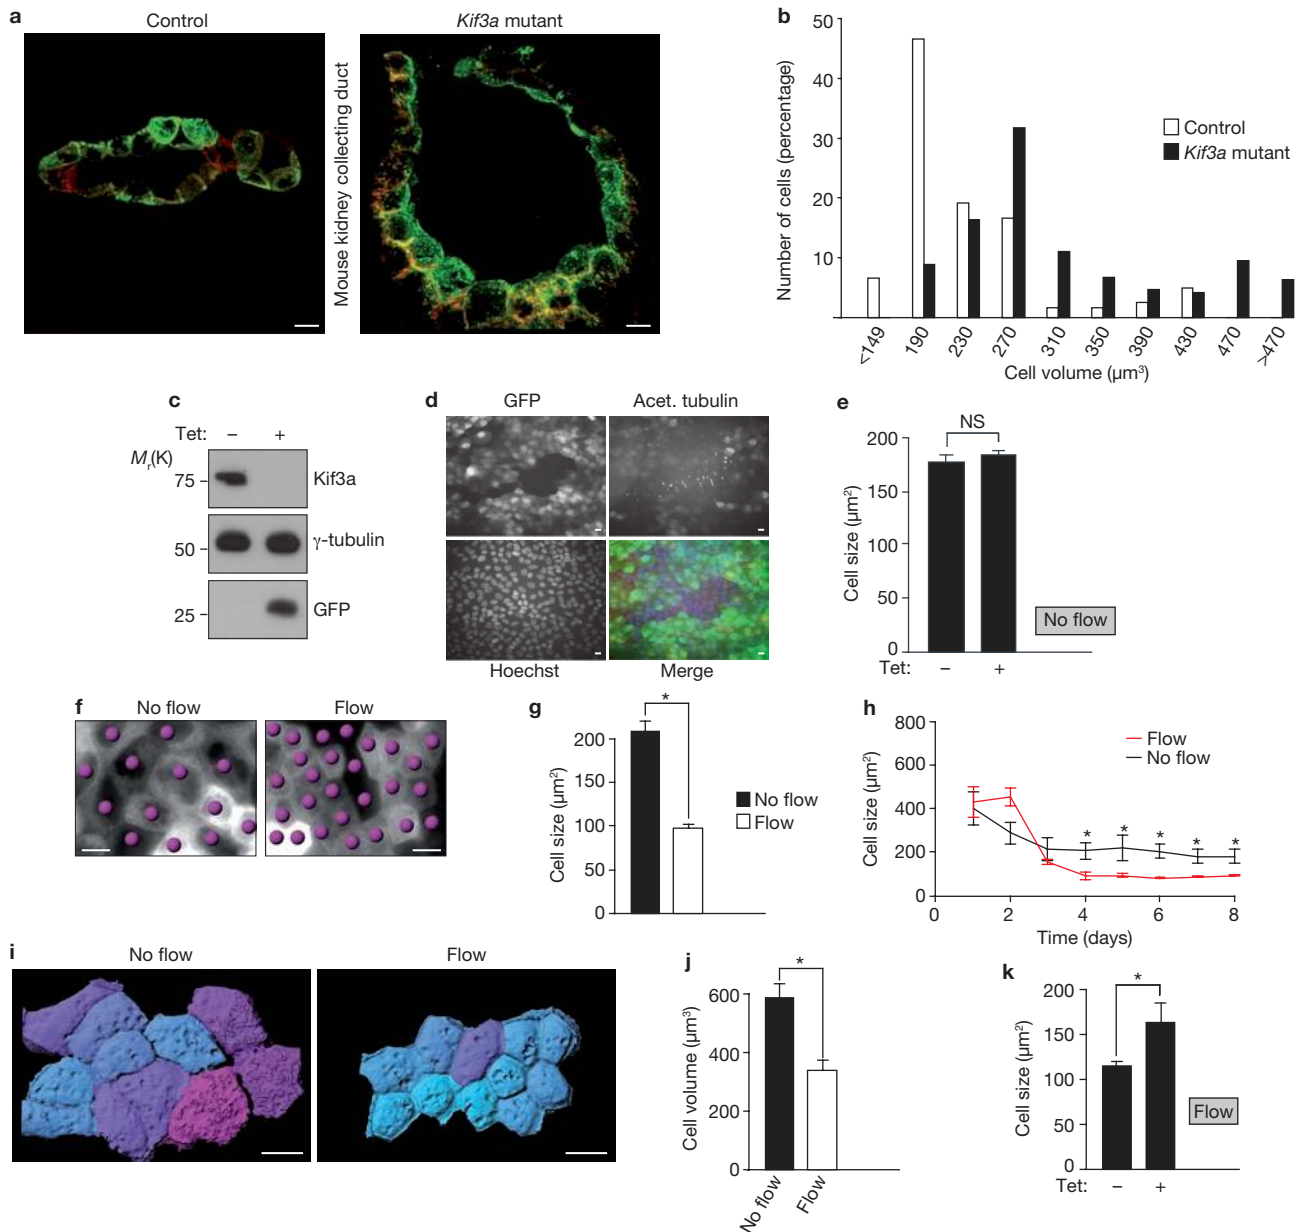 a
Control
Kif3a mutant
Mouse kidney collecting duct
b
Number of cells (percentage)
50
40
30
20
10
Control
Kif3a mutant
<149
190
230
270
310
350
390
430
470
>470
Cell volume (µm³)
c
Tet: – +
Mr(K)
75
Kif3a
50
γ-tubulin
25
GFP
d
GFP
Acet. tubulin
Hoechst
Merge
e
NS
Cell size (µm²)
200
150
100
50
0
No flow
Tet: – +
f
No flow
Flow
g
*
Cell size (µm²)
200
200
100
50
0
No flow
Flow
h
Cell size (µm²)
800
600
400
200
0
Flow
No flow
* * * * *
0 2 4 6 8
Time (days)
i
No flow
Flow
j
*
Cell volume (µm³)
600
400
200
0
No flow
Flow
k
*
Cell size (µm²)
200
150
100
50
0
Flow
Tet: – +